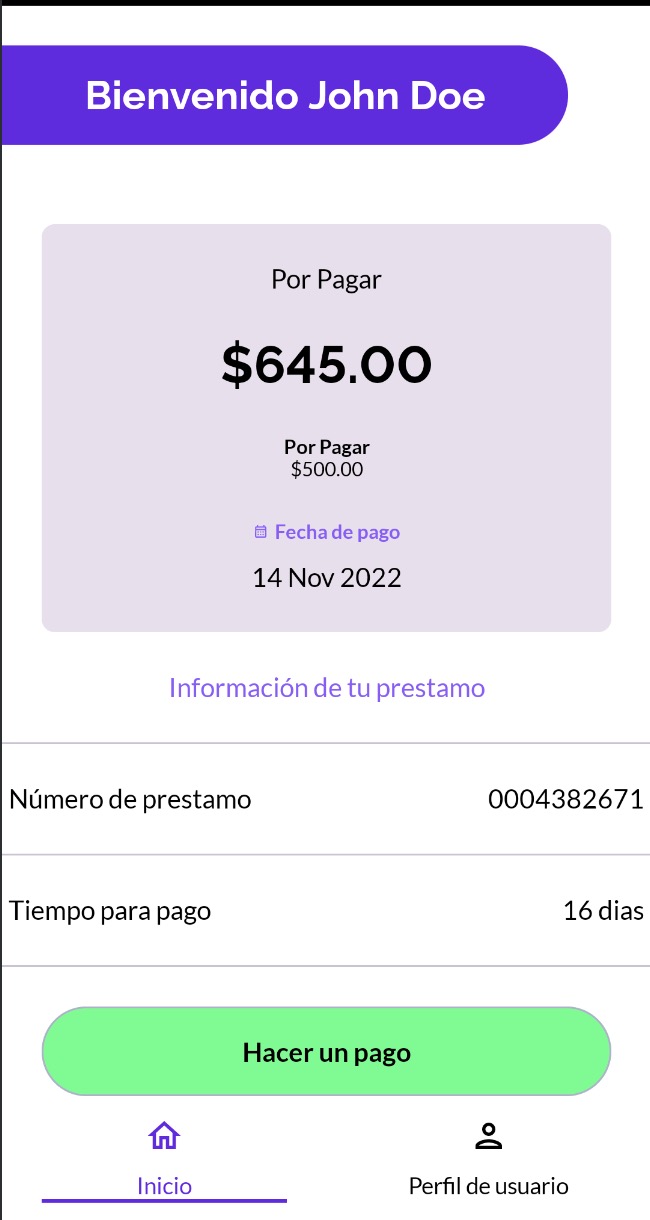 Bienvenido John Doe
Por Pagar
$645.00
Por Pagar
$500.00
Fecha de pago
14 Nov 2022
Información de tu prestamo
Número de prestamo 0004382671
Tiempo para pago 16 dias
Hacer un pago
Inicio Perfil de usuario